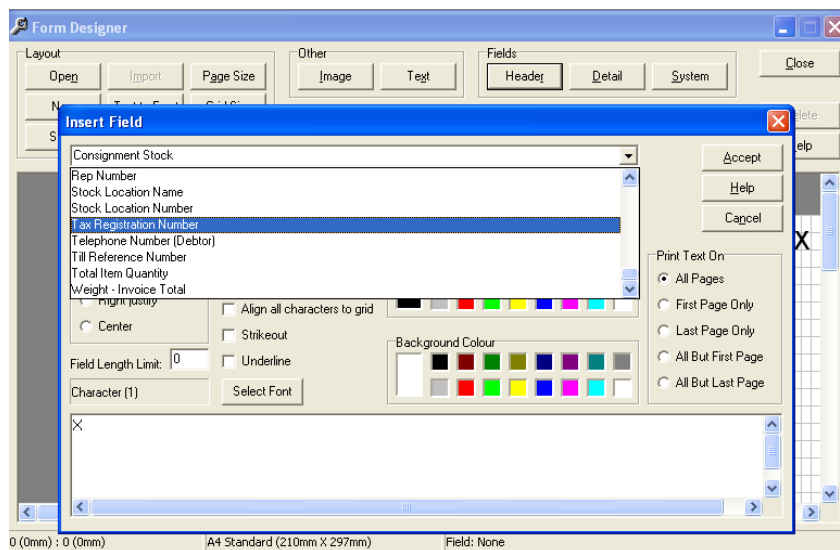 Form Designer
Layout
Open
Import
Page Size
Other
Image
Text
Fields
Header
Detail
System
Close
Insert Field
Consignment Stock
Accept
Help
Cancel
Rep Number
Stock Location Name
Stock Location Number
Tax Registration Number
Telephone Number (Debtor)
Till Reference Number
Total Item Quantity
Weight - Invoice Total
Right justify
Center
Align all characters to grid
Strikeout
Underline
Field Length Limit: 0
Character (1)
Select Font
Background Colour
Print Text On
All Pages
First Page Only
Last Page Only
All But First Page
All But Last Page
X
X
0 (0mm) : 0 (0mm)
A4 Standard (210mm X 297mm)
Field: None